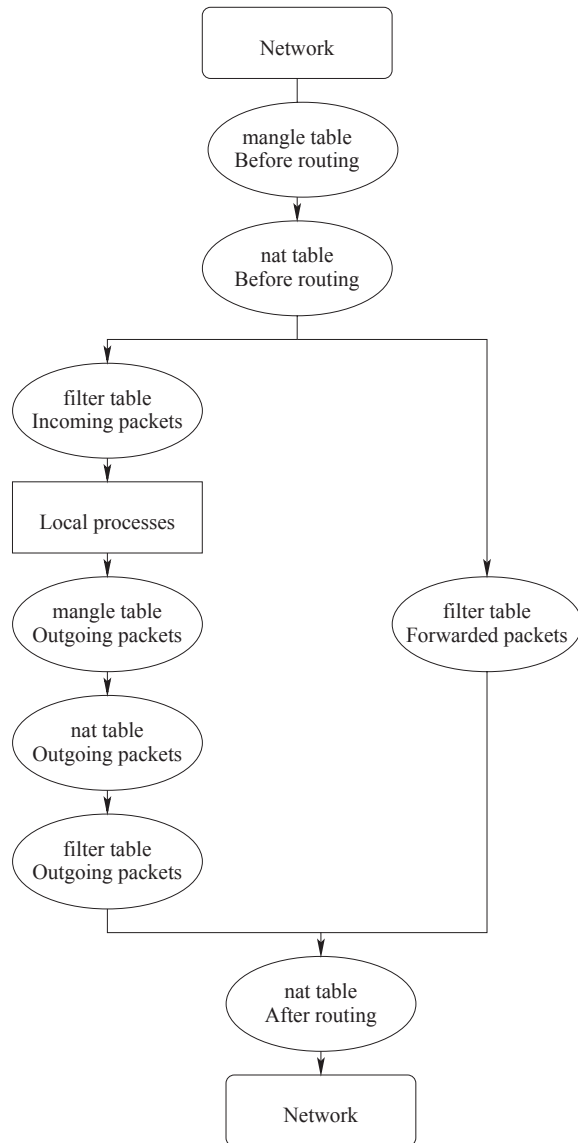 Network
mangle table
Before routing
nat table
Before routing
filter table
Incoming packets
Local processes
mangle table
Outgoing packets
filter table
Forwarded packets
nat table
Outgoing packets
filter table
Outgoing packets
nat table
After routing
Network